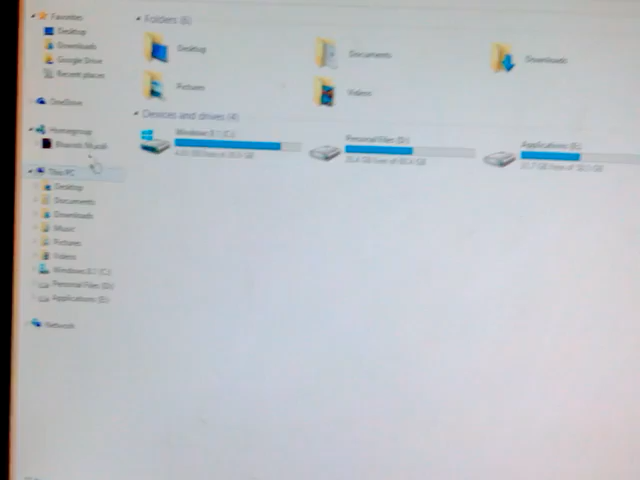 Favorites
Desktop
Downloads
Google Drive
Recent places
OneDrive
Homegroup
This PC
Desktop
Documents
Downloads
Music
Pictures
Videos
Windows 8.1 (C:)
Personal Files (D:)
Applications (E:)
Network
Folders (6)
Desktop
Documents
Downloads
Pictures
Videos
Devices and drives (4)
Windows 8.1 (C:)
Personal Files (D:)
Applications (E:)